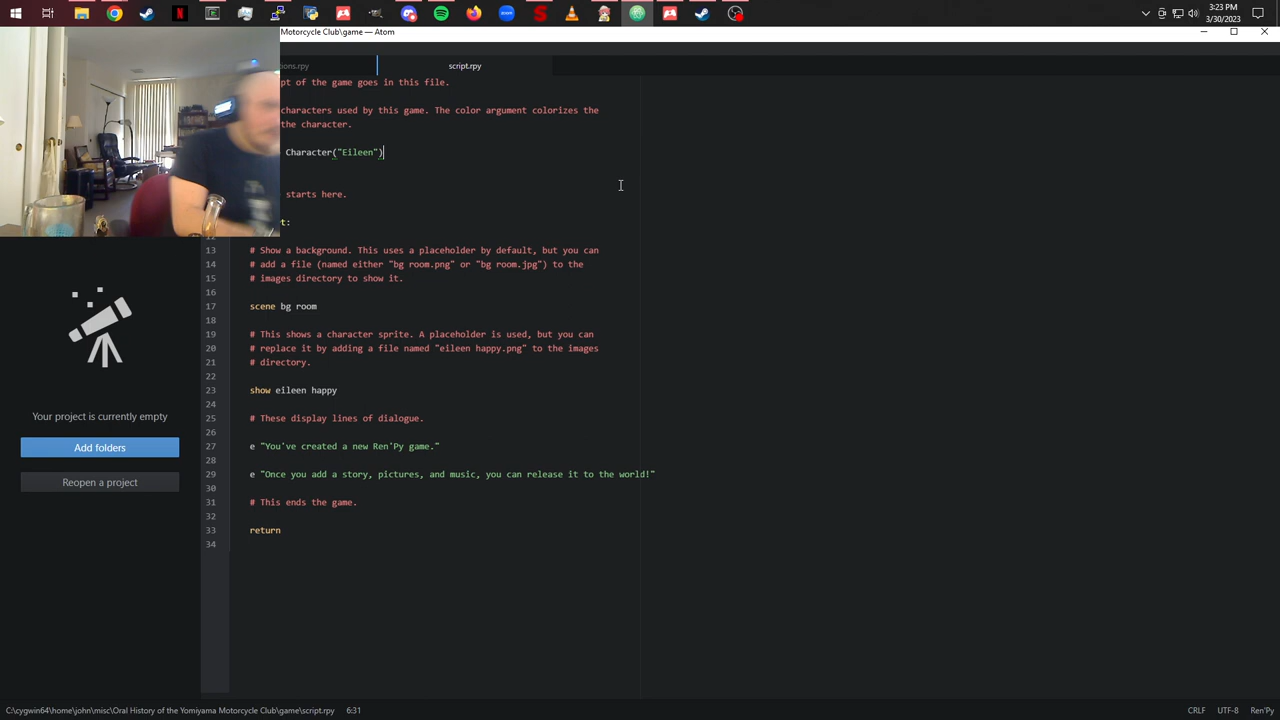 3:23 PM
3/30/2023
Motorcycle Club\game — Atom
ons.rpy
script.rpy
pt of the game goes in this file.
characters used by this game. The color argument colorizes the
the character.
Character("Eileen")
starts here.
t:
13 # Show a background. This uses a placeholder by default, but you can
14 # add a file (named either "bg room.png" or "bg room.jpg") to the
15 # images directory to show it.
16
17 scene bg room
18
19 # This shows a character sprite. A placeholder is used, but you can
20 # replace it by adding a file named "eileen happy.png" to the images
21 # directory.
22
23 show eileen happy
24
25 # These display lines of dialogue.
26
27 e "You've created a new Ren'Py game."
28
29 e "Once you add a story, pictures, and music, you can release it to the world!"
30
31 # This ends the game.
32
33 return
34
Your project is currently empty
Add folders
Reopen a project
C:\cygwin64\home\john\misc\Oral History of the Yomiyama Motorcycle Club\game\script.rpy 6:31
CRLF UTF-8 Ren'Py